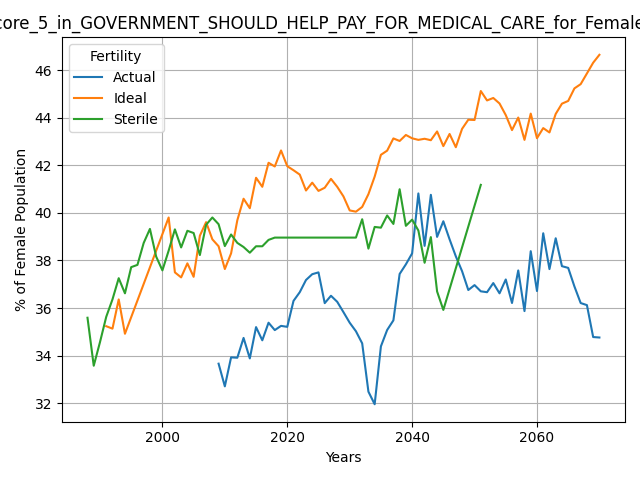 core_5_in_GOVERNMENT_SHOULD_HELP_PAY_FOR_MEDICAL_CARE_for_Female
Fertility
Actual
Ideal
Sterile
46
44
42
40
38
36
34
32
% of Female Population
2000
2020
2040
2060
Years